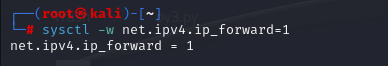 ┌──(root㉿kali)-[~]
└─# sysctl -w net.ipv4.ip_forward=1
net.ipv4.ip_forward = 1